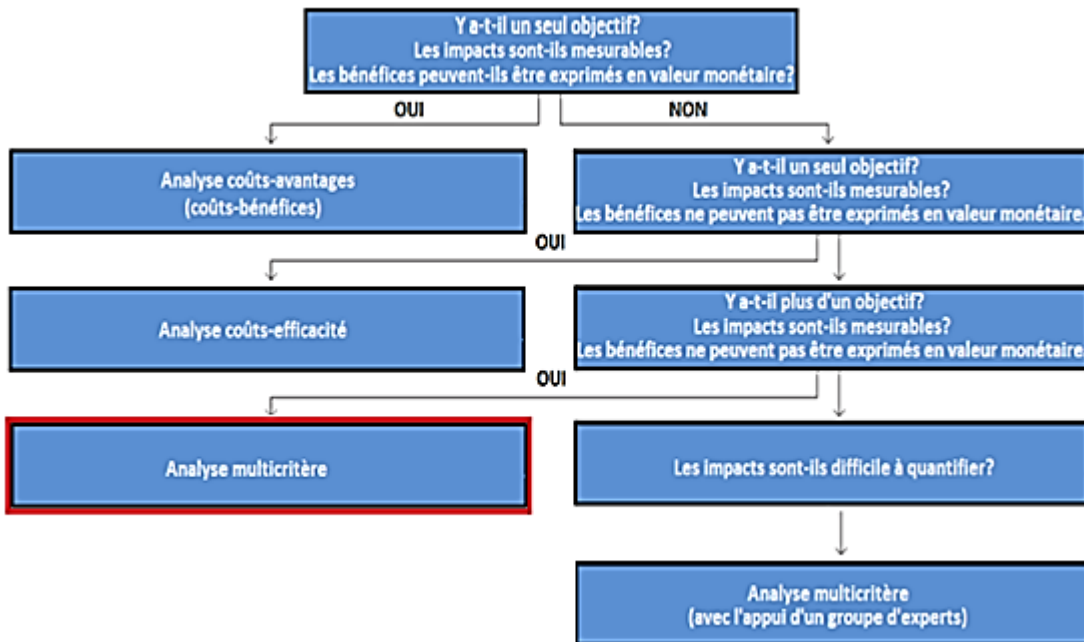 Y a-t-il un seul objectif?
Les impacts sont-ils mesurables?
Les bénéfices peuvent-ils être exprimés en valeur monétaire?
OUI
NON
Analyse coûts-avantages
(coûts-bénéfices)
Y a-t-il un seul objectif?
Les impacts sont-ils mesurables?
Les bénéfices ne peuvent pas être exprimés en valeur monétaire.
OUI
Analyse coûts-efficacité
Y a-t-il plus d'un objectif?
Les impacts sont-ils mesurables?
Les bénéfices ne peuvent pas être exprimés en valeur monétaire
OUI
Analyse multicritère
Les impacts sont-ils difficile à quantifier?
Analyse multicritère
(avec l'appui d'un groupe d'experts)